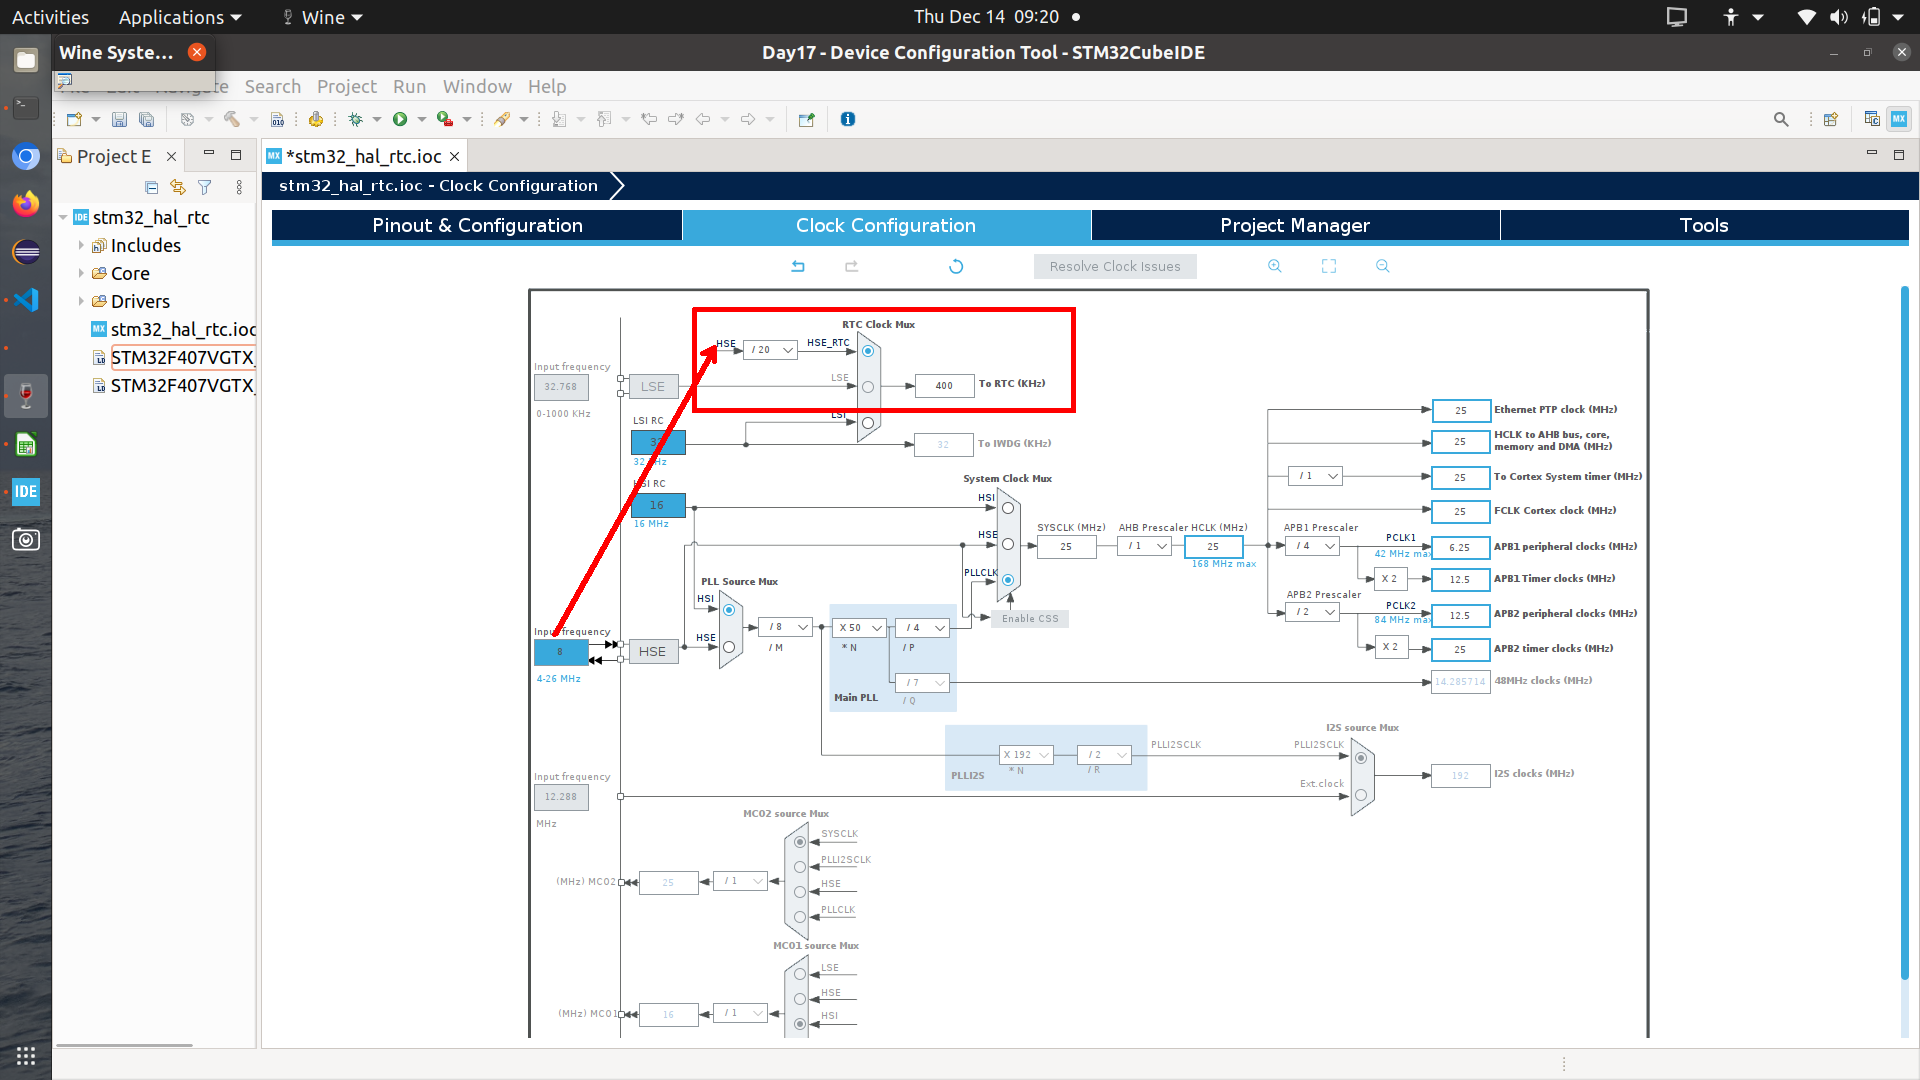 Activities Applications Wine Thu Dec 14 09:20
Wine Syste... Day17 - Device Configuration Tool - STM32CubeIDE
Search Project Run Window Help
Project E *stm32_hal_rtc.ioc
stm32_hal_rtc.ioc - Clock Configuration
Pinout & Configuration Clock Configuration Project Manager Tools
Resolve Clock Issues
stm32_hal_rtc
Includes
Core
Drivers
stm32_hal_rtc.ioc
STM32F407VGTX_
STM32F407VGTX_
IDE
RTC Clock Mux
HSE / 20 HSE_RTC
Input frequency
32.768
0-1000 KHz
LSE
LSE
400 To RTC (KHz)
LSI
LSI RC
32 To IWDG (KHz)
System Clock Mux
16
16 MHz
HSI
HSE
PLLCLK
Enable CSS
SYSCLK (MHz) AHB Prescaler HCLK (MHz)
25 / 1 25
168 MHz max
25 Ethernet PTP clock (MHz)
25 HCLK to AHB bus, core,
memory and DMA (MHz)
/ 1 25 To Cortex System timer (MHz)
25 FCLK Cortex clock (MHz)
APB1 Prescaler
/ 4 PCLK1
42 MHz max
6.25 APB1 peripheral clocks (MHz)
X 2 12.5 APB1 Timer clocks (MHz)
APB2 Prescaler
/ 2 PCLK2
84 MHz max
12.5 APB2 peripheral clocks (MHz)
X 2 25 APB2 timer clocks (MHz)
14.285714 48MHz clocks (MHz)
PLL Source Mux
HSI
HSE
Input frequency
8
4-26 MHz
HSE
/ 8
/ M
X 50
* N
/ 4
/ P
/ 7
/ Q
Main PLL
X 192
* N
/ 2
/ R
PLLI2S
PLLI2SCLK
I2S source Mux
PLLI2SCLK
Ext.clock
192 I2S clocks (MHz)
Input frequency
12.288
MHz
MCO2 source Mux
SYSCLK
PLLI2SCLK
HSE
PLLCLK
(MHz) MCO2 25 / 1
MCO1 source Mux
LSE
HSE
HSI
(MHz) MCO1 16 / 1